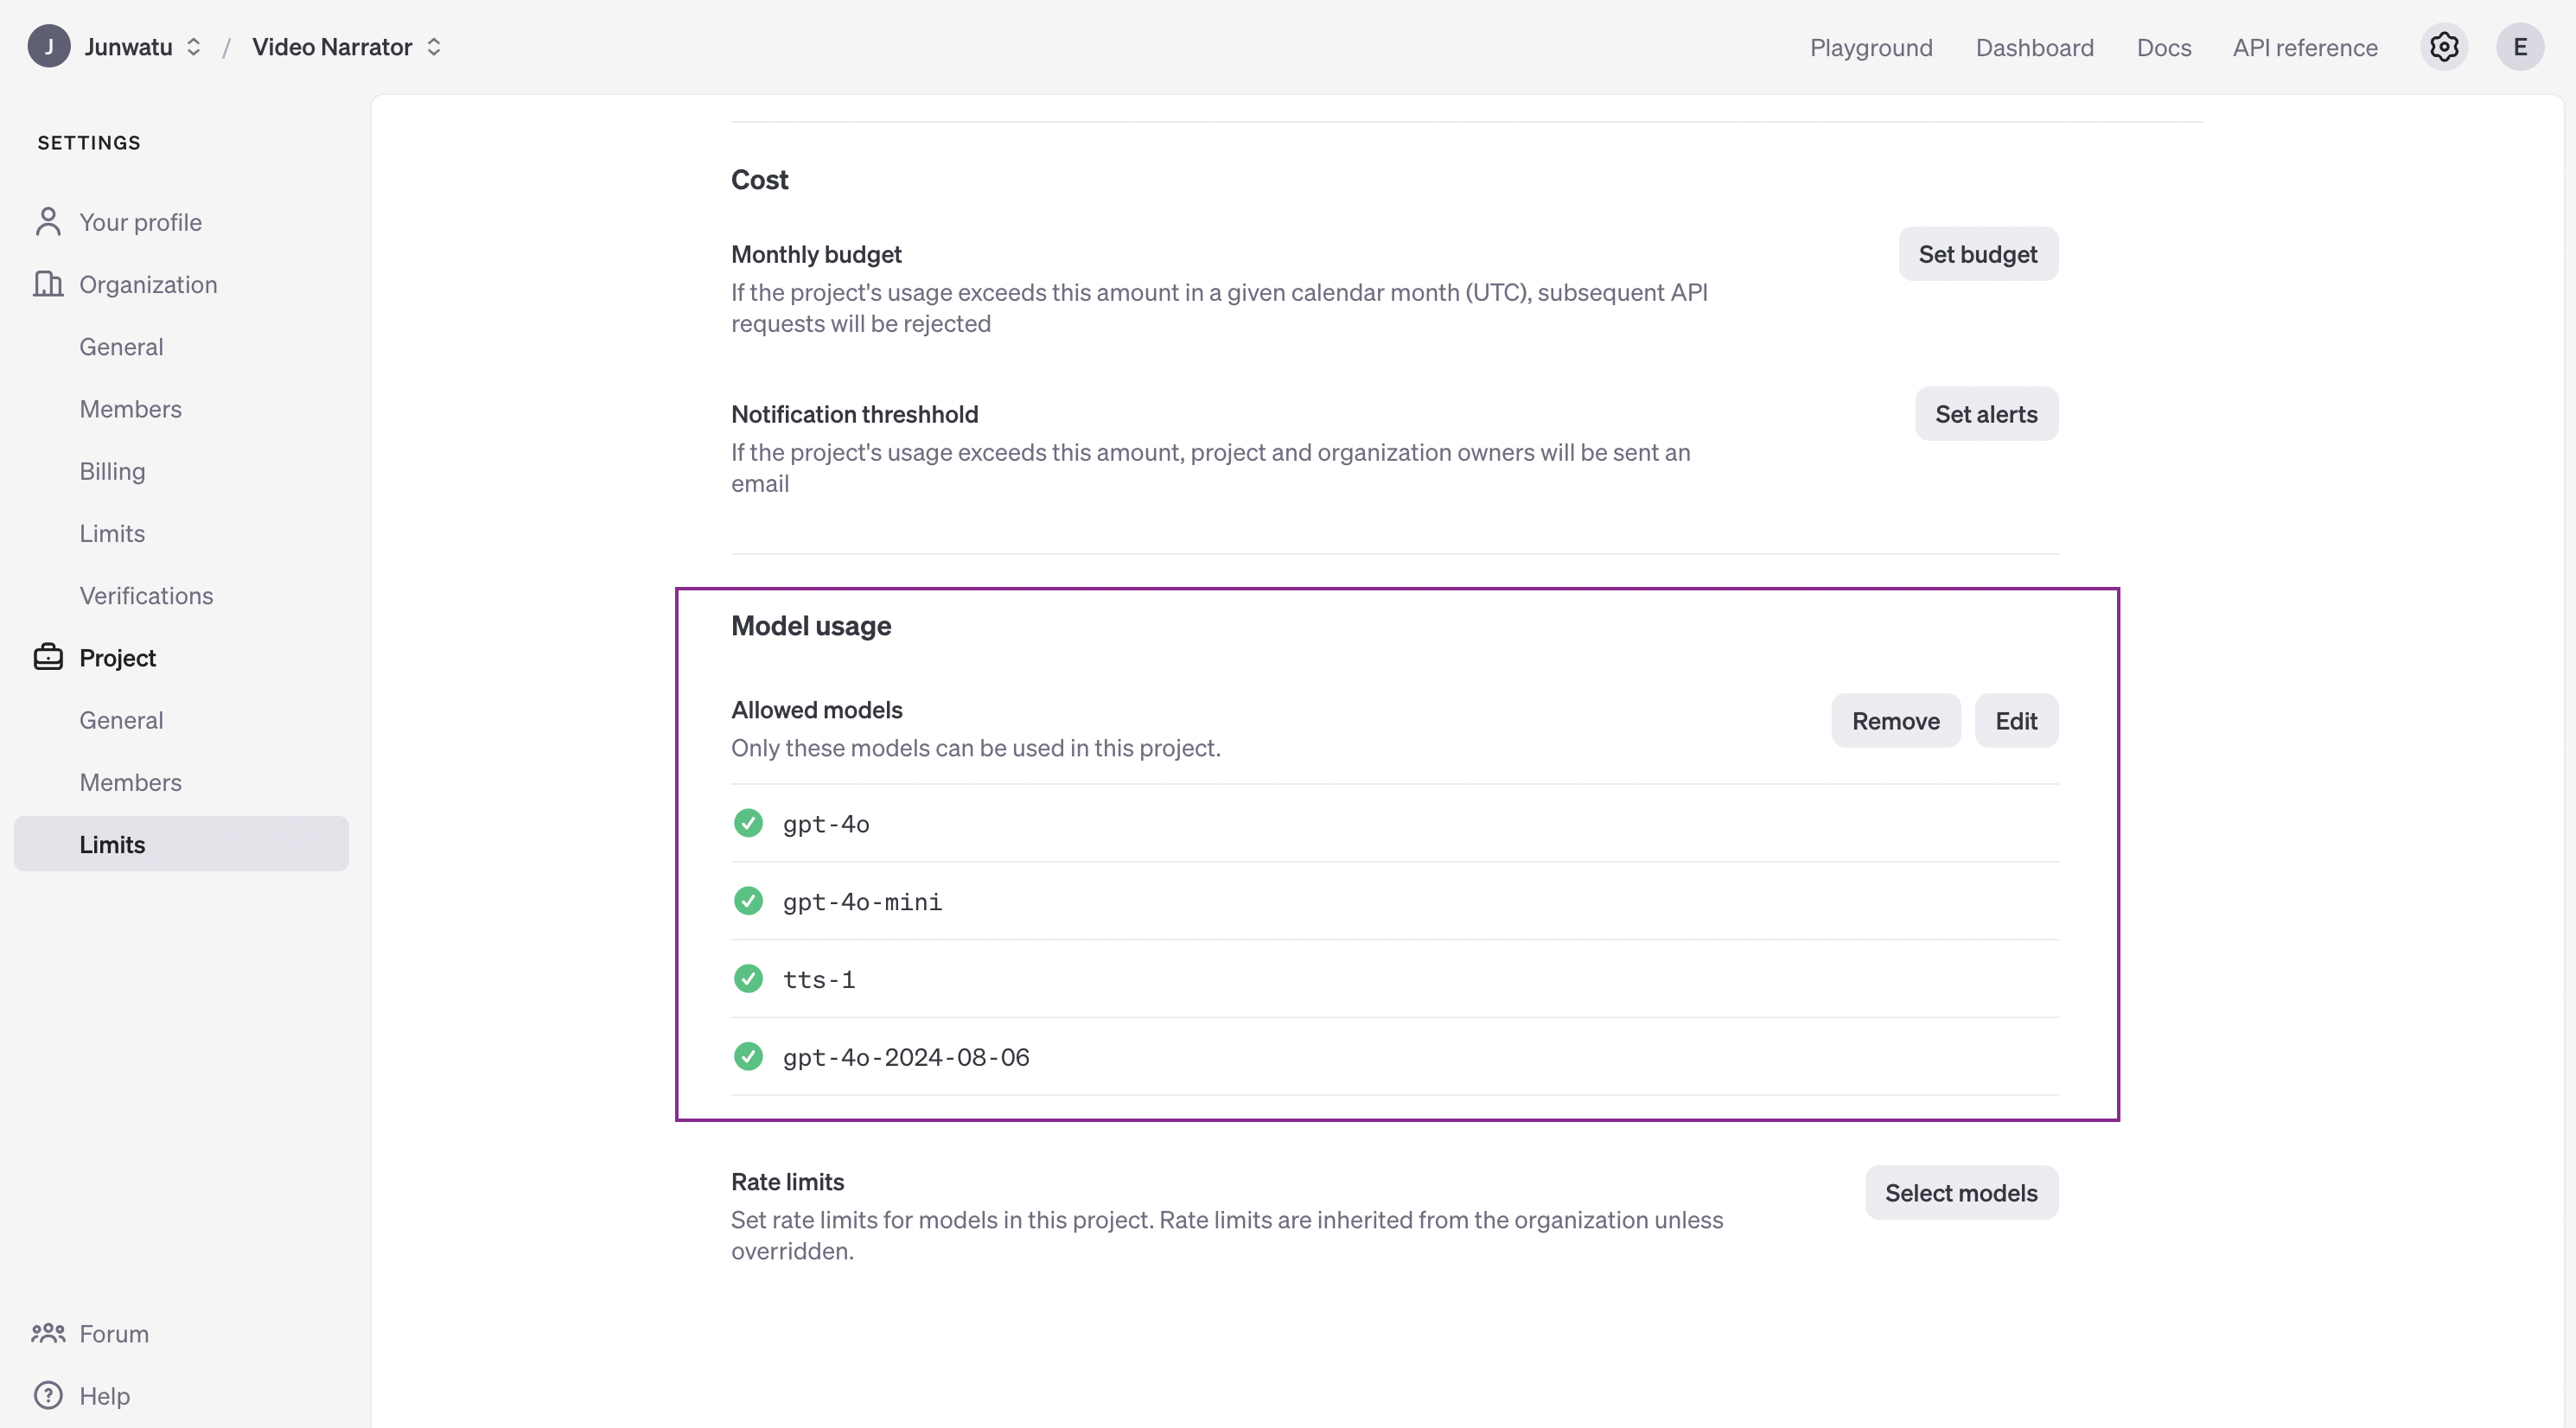 J Junwatu / Video Narrator
Playground Dashboard Docs API reference E
SETTINGS
Your profile
Organization
General
Members
Billing
Limits
Verifications
Project
General
Members
Limits
Forum
Help
Cost
Monthly budget
If the project's usage exceeds this amount in a given calendar month (UTC), subsequent API
requests will be rejected
Set budget
Notification threshhold
If the project's usage exceeds this amount, project and organization owners will be sent an
email
Set alerts
Model usage
Allowed models
Only these models can be used in this project.
Remove Edit
gpt-4o
gpt-4o-mini
tts-1
gpt-4o-2024-08-06
Rate limits
Set rate limits for models in this project. Rate limits are inherited from the organization unless
overridden.
Select models